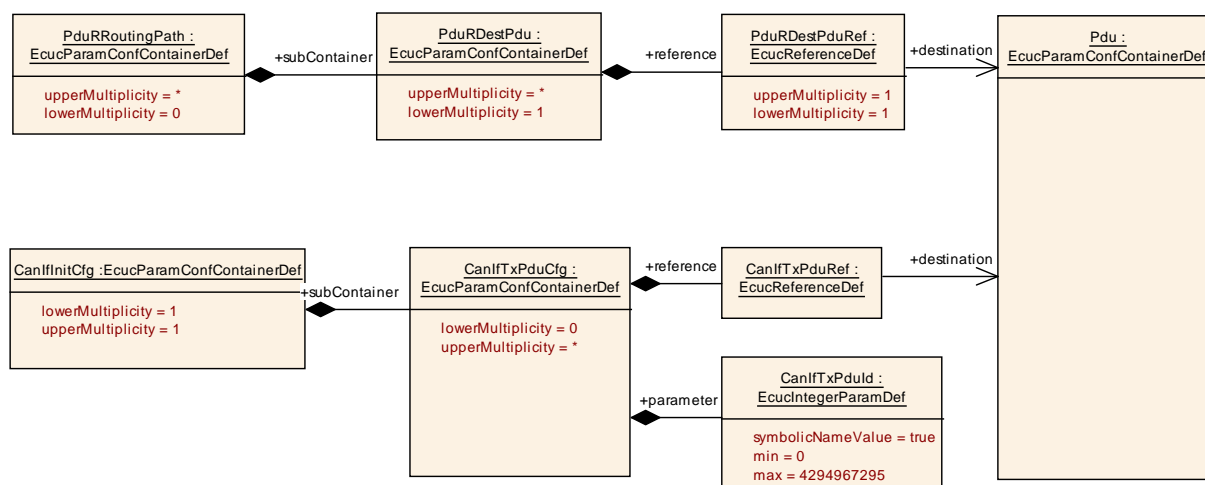 PduRRoutingPath :
EcucParamConfContainerDef
upperMultiplicity = *
lowerMultiplicity = 0
+subContainer
PduRDestPdu :
EcucParamConfContainerDef
upperMultiplicity = *
lowerMultiplicity = 1
+reference
PduRDestPduRef :
EcucReferenceDef
upperMultiplicity = 1
lowerMultiplicity = 1
+destination
Pdu :
EcucParamConfContainerDef
CanIfInitCfg :EcucParamConfContainerDef
lowerMultiplicity = 1
upperMultiplicity = 1
+subContainer
CanIfTxPduCfg :
EcucParamConfContainerDef
lowerMultiplicity = 0
upperMultiplicity = *
+reference
CanIfTxPduRef :
EcucReferenceDef
+destination
+parameter
CanIfTxPduId :
EcucIntegerParamDef
symbolicNameValue = true
min = 0
max = 4294967295